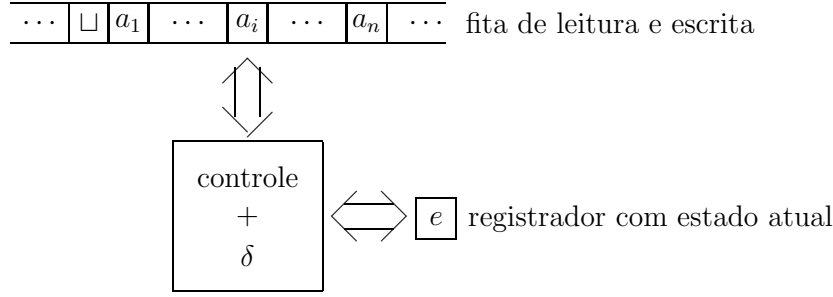 ⋯ ⊔ a₁ ⋯ aᵢ ⋯ aₙ ⋯ fita de leitura e escrita
controle
+
δ
e registrador com estado atual